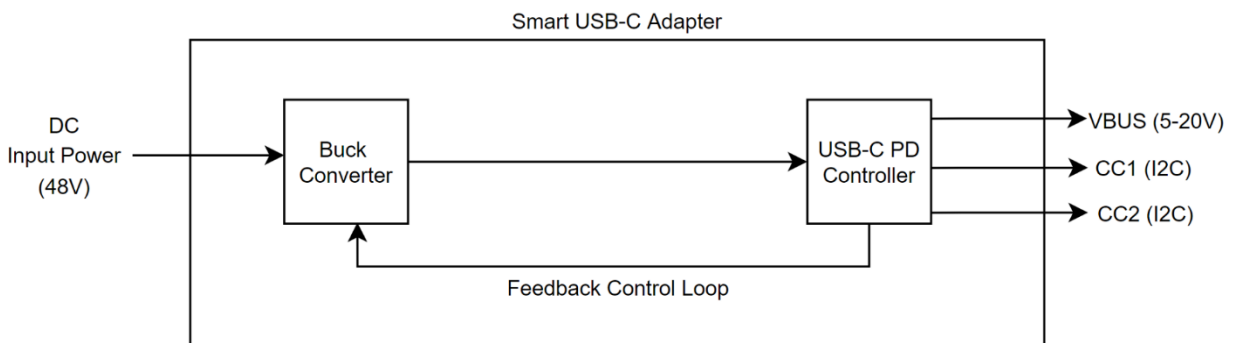 Smart USB-C Adapter
DC
Input Power
(48V)
Buck
Converter
USB-C PD
Controller
VBUS (5-20V)
CC1 (I2C)
CC2 (I2C)
Feedback Control Loop